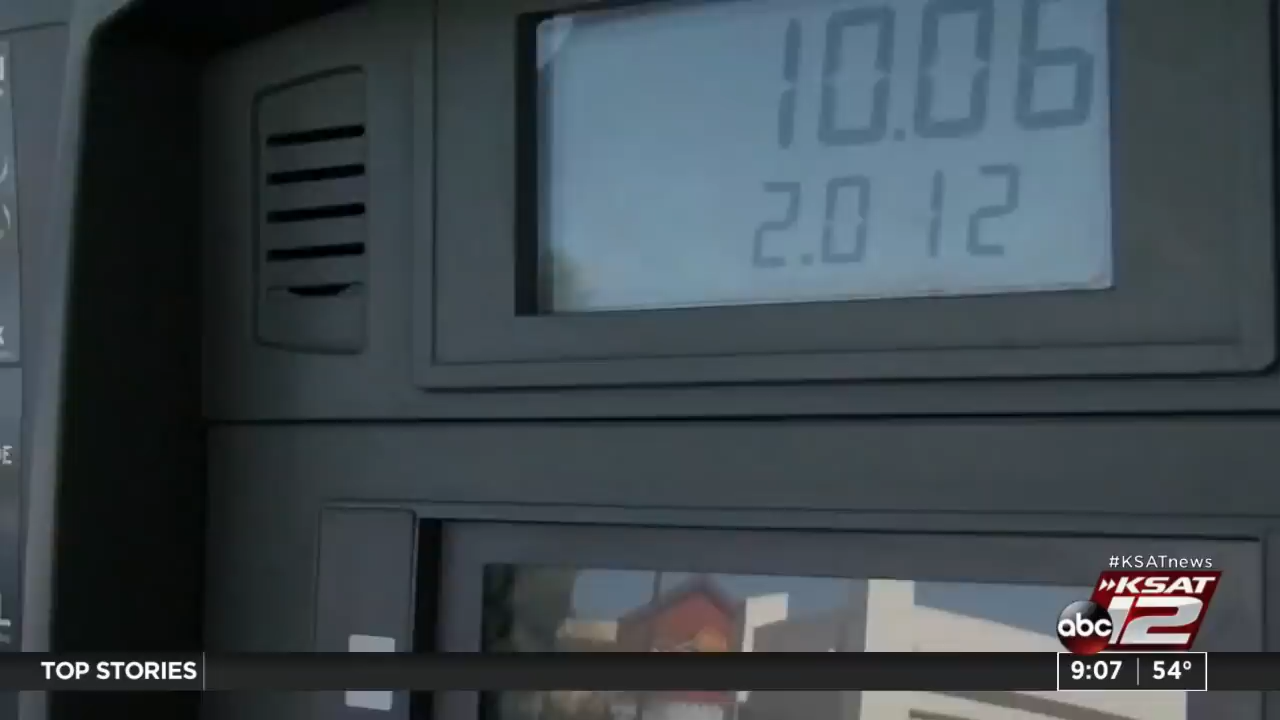 10.06
2.012
#KSATnews
KSAT
abc 12
TOP STORIES
9:07 54°